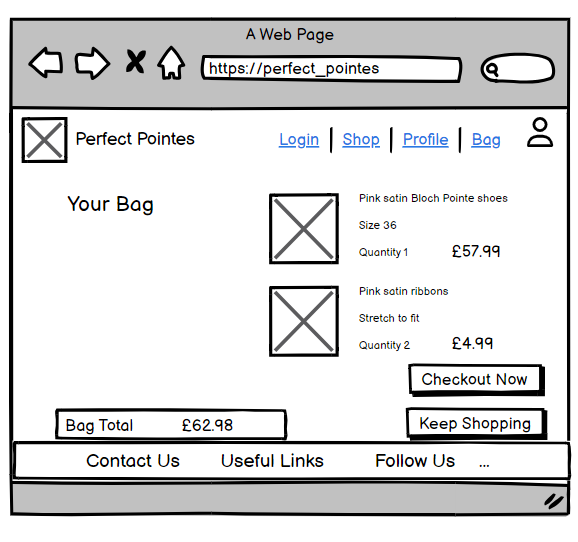 A Web Page
https://perfect_pointes
Perfect Pointes
Login Shop Profile Bag
Your Bag
Pink satin Bloch Pointe shoes
Size 36
Quantity 1 £57.99
Pink satin ribbons
Stretch to fit
Quantity 2 £4.99
Checkout Now
Bag Total £62.98
Keep Shopping
Contact Us Useful Links Follow Us ...